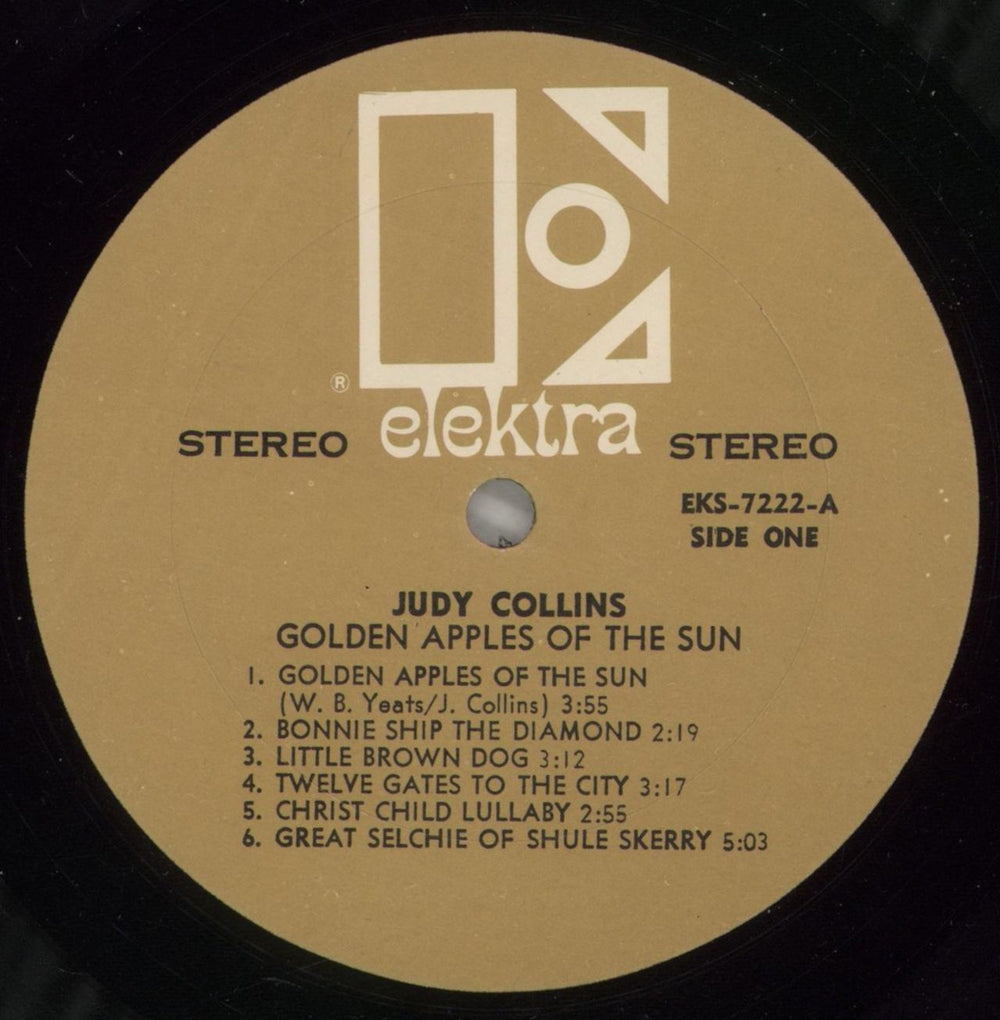 ®
elektra
STEREO
STEREO
EKS-7222-A
SIDE ONE
JUDY COLLINS
GOLDEN APPLES OF THE SUN
1. GOLDEN APPLES OF THE SUN
(W. B. Yeats/J. Collins) 3:55
2. BONNIE SHIP THE DIAMOND 2:19
3. LITTLE BROWN DOG 3:12
4. TWELVE GATES TO THE CITY 3:17
5. CHRIST CHILD LULLABY 2:55
6. GREAT SELCHIE OF SHULE SKERRY 5:03